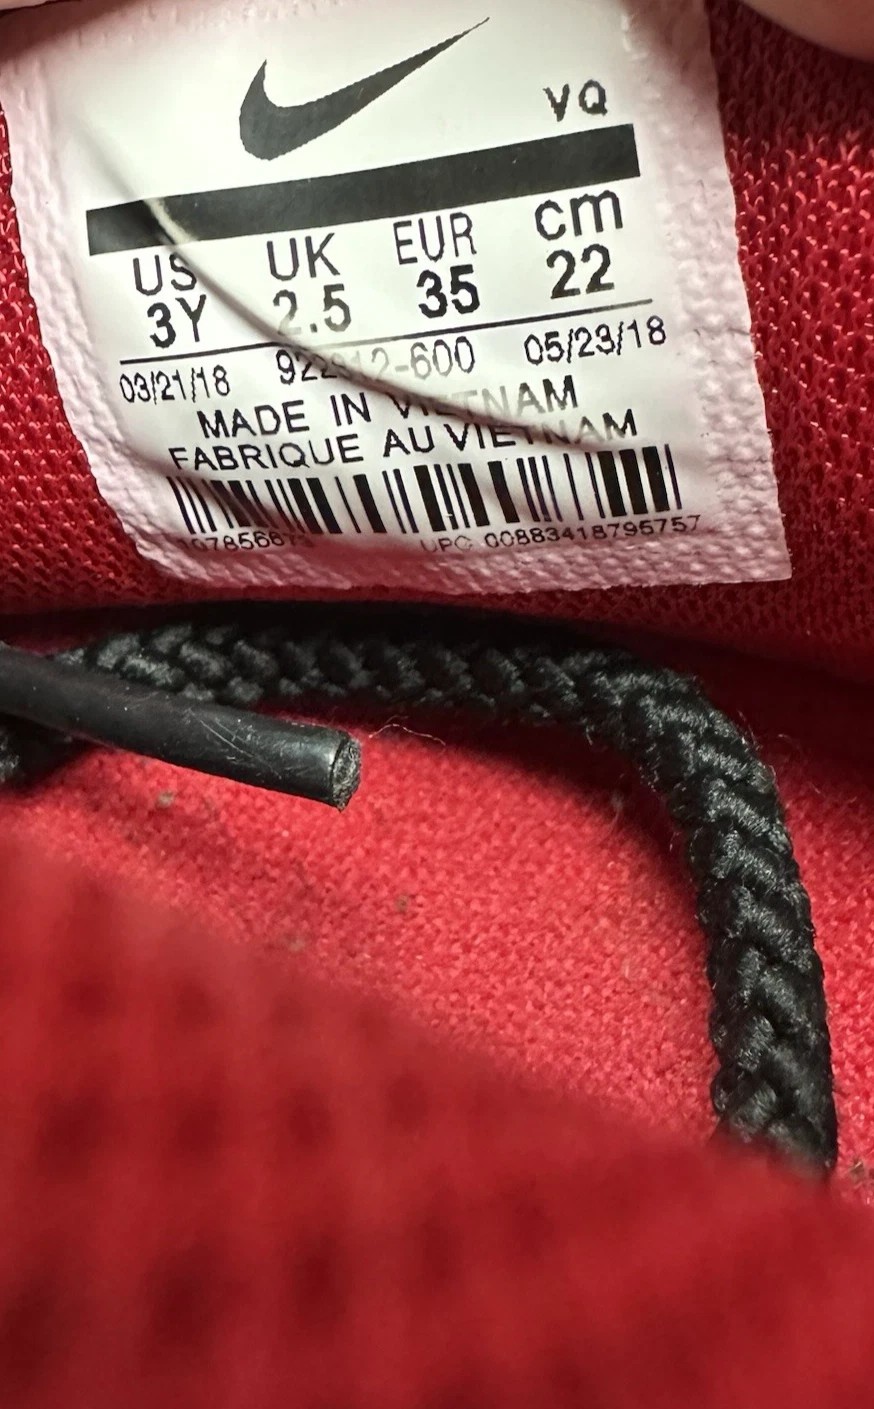 VQ
US UK EUR cm
3Y 2.5 35 22
03/21/18 05/23/18
MADE IN VIETNAM
FABRIQUE AU VIETNAM
UPC 00883418795757